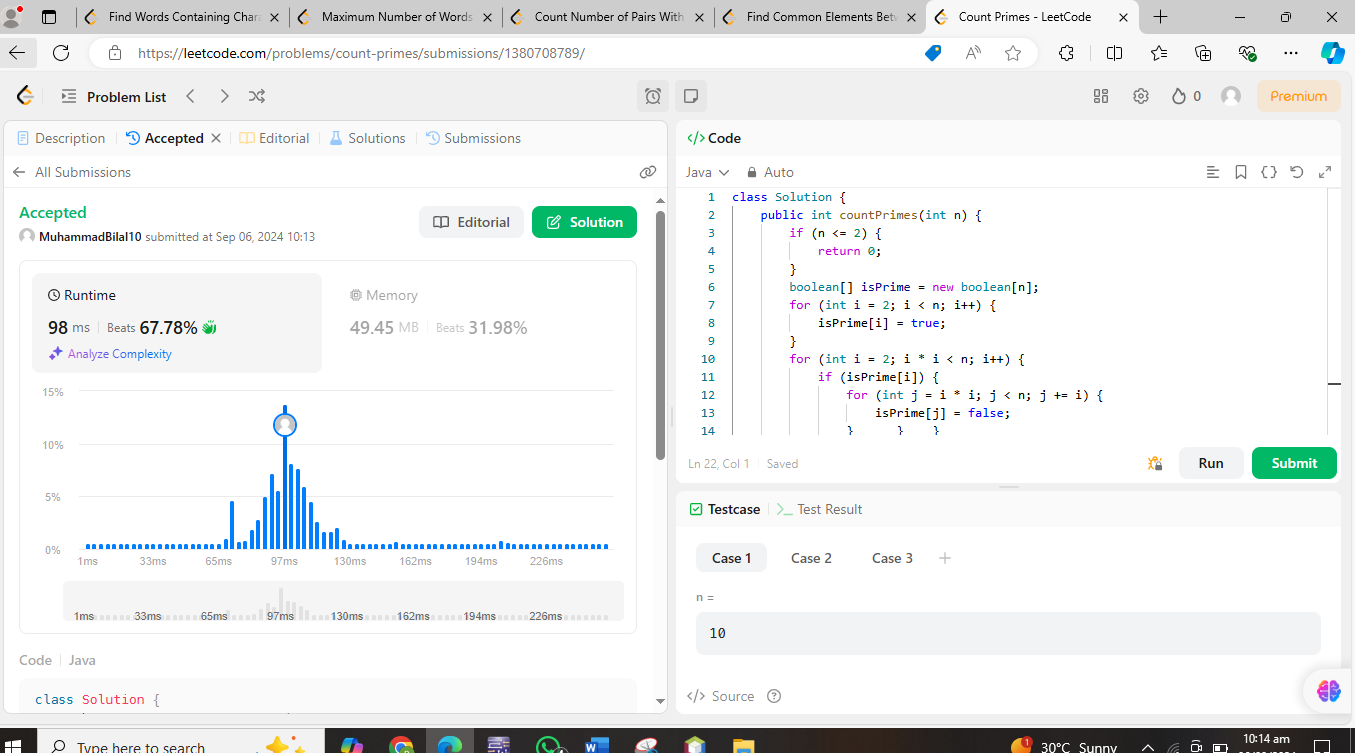 Find Words Containing Chara
Maximum Number of Words
Count Number of Pairs With
Find Common Elements Betw
Count Primes - LeetCode
https://leetcode.com/problems/count-primes/submissions/1380708789/
Problem List
0
Premium
Description
Accepted
Editorial
Solutions
Submissions
All Submissions
Accepted
MuhammadBilal10 submitted at Sep 06, 2024 10:13
Editorial
Solution
Runtime
98 ms | Beats 67.78%
Analyze Complexity
Memory
49.45 MB | Beats 31.98%
15%
10%
5%
0%
1ms 33ms 65ms 97ms 130ms 162ms 194ms 226ms
1ms 33ms 65ms 97ms 130ms 162ms 194ms 226ms
Code | Java
class Solution {
</> Code
Java
Auto
1 class Solution {
2 public int countPrimes(int n) {
3 if (n <= 2) {
4 return 0;
5 }
6 boolean[] isPrime = new boolean[n];
7 for (int i = 2; i < n; i++) {
8 isPrime[i] = true;
9 }
10 for (int i = 2; i * i < n; i++) {
11 if (isPrime[i]) {
12 for (int j = i * i; j < n; j += i) {
13 isPrime[j] = false;
14 } } }
Ln 22, Col 1 | Saved
Run
Submit
Testcase
Test Result
Case 1
Case 2
Case 3
+
n =
10
</> Source
Type here to search
1
30°C Sunny
10:14 am